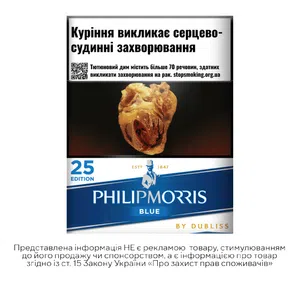 Куріння викликає серцево-
судинні захворювання
Тютюновий дим містить більше 70 речовин, здатних
викликати захворювання на рак. stopsmoking.org.ua
25
EDITION
PHILIP MORRIS
BLUE
BY DUBLISS
Представлена інформація НЕ є рекламою товару, стимулюванням
до його продажу чи спонсорством, а є інформацією про товар
згідно із ст. 15 Закону України «Про захист прав споживачів»